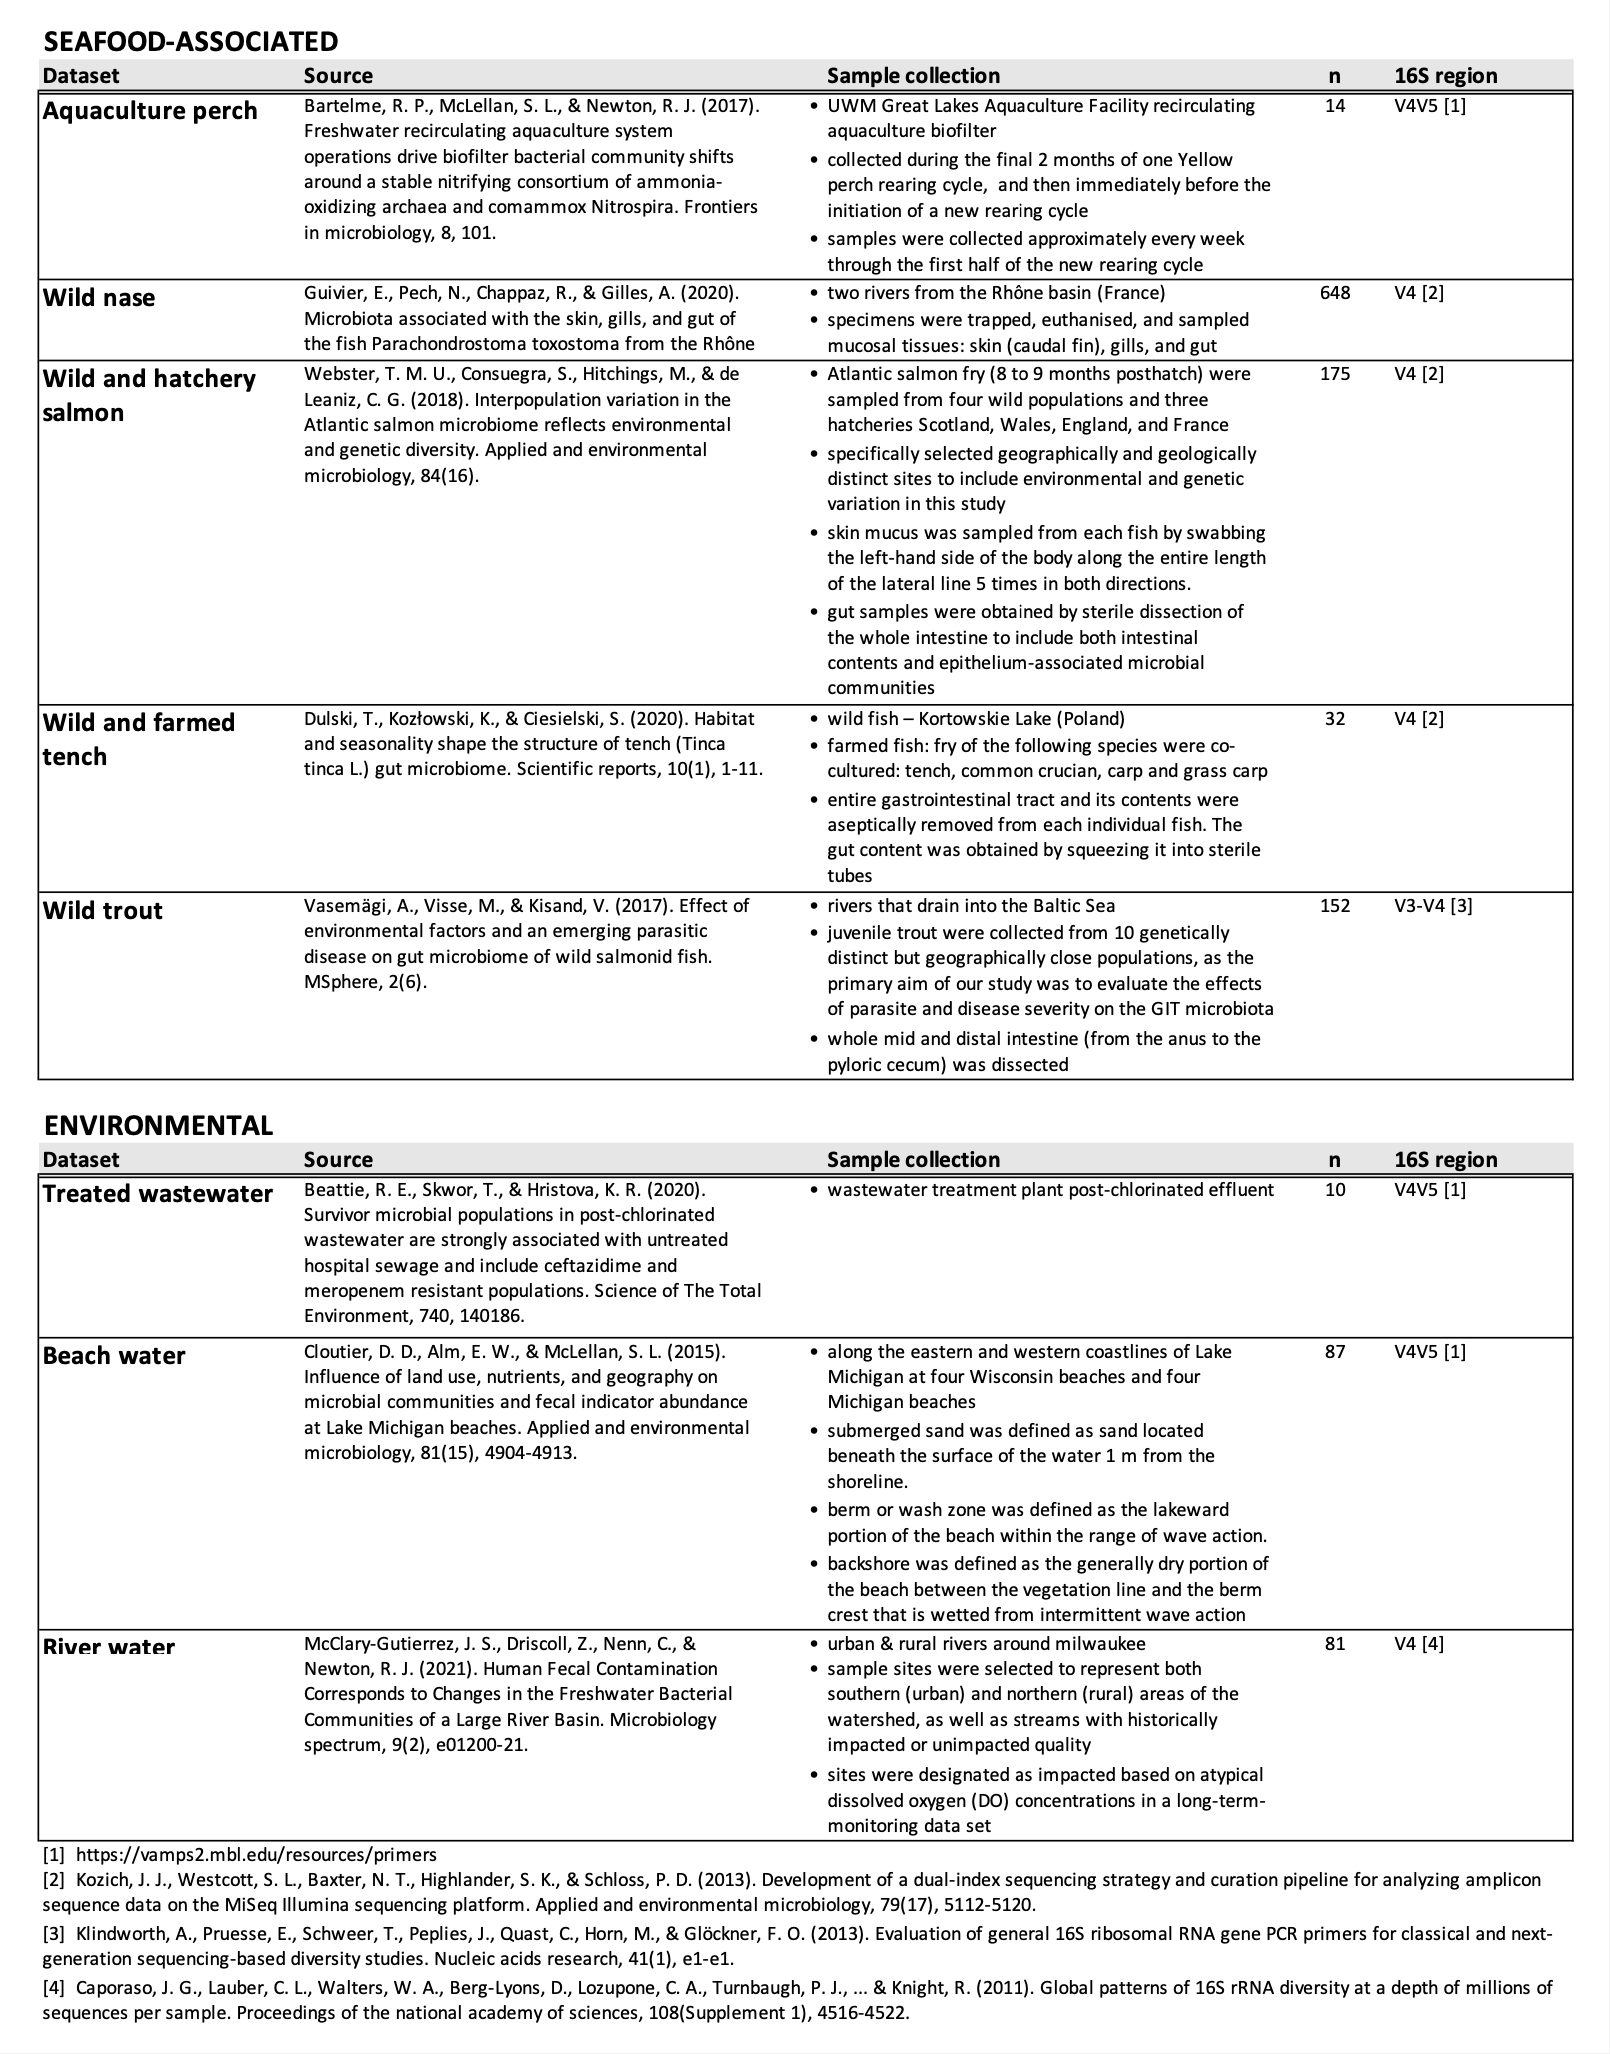 SEAFOOD-ASSOCIATED
Dataset Source Sample collection n 16S region
Aquaculture perch
Bartelme, R. P., McLellan, S. L., & Newton, R. J. (2017).
Freshwater recirculating aquaculture system
operations drive biofilter bacterial community shifts
around a stable nitrifying consortium of ammonia-
oxidizing archaea and comammox Nitrospira. Frontiers
in microbiology, 8, 101.
• UWM Great Lakes Aquaculture Facility recirculating
aquaculture biofilter
• collected during the final 2 months of one Yellow
perch rearing cycle,  and then immediately before the
initiation of a new rearing cycle
• samples were collected approximately every week
through the first half of the new rearing cycle
14
V4V5 [1]
Wild nase
Guivier, E., Pech, N., Chappaz, R., & Gilles, A. (2020).
Microbiota associated with the skin, gills, and gut of
the fish Parachondrostoma toxostoma from the Rhône
• two rivers from the Rhône basin (France)
• specimens were trapped, euthanised, and sampled
mucosal tissues: skin (caudal fin), gills, and gut
648
V4 [2]
Wild and hatchery
salmon
Webster, T. M. U., Consuegra, S., Hitchings, M., & de
Leaniz, C. G. (2018). Interpopulation variation in the
Atlantic salmon microbiome reflects environmental
and genetic diversity. Applied and environmental
microbiology, 84(16).
• Atlantic salmon fry (8 to 9 months posthatch) were
sampled from four wild populations and three
hatcheries Scotland, Wales, England, and France
• specifically selected geographically and geologically
distinct sites to include environmental and genetic
variation in this study
• skin mucus was sampled from each fish by swabbing
the left-hand side of the body along the entire length
of the lateral line 5 times in both directions.
• gut samples were obtained by sterile dissection of
the whole intestine to include both intestinal
contents and epithelium-associated microbial
communities
175
V4 [2]
Wild and farmed
tench
Dulski, T., Kozłowski, K., & Ciesielski, S. (2020). Habitat
and seasonality shape the structure of tench (Tinca
tinca L.) gut microbiome. Scientific reports, 10(1), 1-11.
• wild fish – Kortowskie Lake (Poland)
• farmed fish: fry of the following species were co-
cultured: tench, common crucian, carp and grass carp
• entire gastrointestinal tract and its contents were
aseptically removed from each individual fish. The
gut content was obtained by squeezing it into sterile
tubes
32
V4 [2]
Wild trout
Vasemägi, A., Visse, M., & Kisand, V. (2017). Effect of
environmental factors and an emerging parasitic
disease on gut microbiome of wild salmonid fish.
MSphere, 2(6).
• rivers that drain into the Baltic Sea
• juvenile trout were collected from 10 genetically
distinct but geographically close populations, as the
primary aim of our study was to evaluate the effects
of parasite and disease severity on the GIT microbiota
• whole mid and distal intestine (from the anus to the
pyloric cecum) was dissected
152
V3-V4 [3]
ENVIRONMENTAL
Dataset Source Sample collection n 16S region
Treated wastewater
Beattie, R. E., Skwor, T., & Hristova, K. R. (2020).
Survivor microbial populations in post-chlorinated
wastewater are strongly associated with untreated
hospital sewage and include ceftazidime and
meropenem resistant populations. Science of The Total
Environment, 740, 140186.
• wastewater treatment plant post-chlorinated effluent
10
V4V5 [1]
Beach water
Cloutier, D. D., Alm, E. W., & McLellan, S. L. (2015).
Influence of land use, nutrients, and geography on
microbial communities and fecal indicator abundance
at Lake Michigan beaches. Applied and environmental
microbiology, 81(15), 4904-4913.
• along the eastern and western coastlines of Lake
Michigan at four Wisconsin beaches and four
Michigan beaches
• submerged sand was defined as sand located
beneath the surface of the water 1 m from the
shoreline.
• berm or wash zone was defined as the lakeward
portion of the beach within the range of wave action.
• backshore was defined as the generally dry portion of
the beach between the vegetation line and the berm
crest that is wetted from intermittent wave action
87
V4V5 [1]
River water
McClary-Gutierrez, J. S., Driscoll, Z., Nenn, C., &
Newton, R. J. (2021). Human Fecal Contamination
Corresponds to Changes in the Freshwater Bacterial
Communities of a Large River Basin. Microbiology
spectrum, 9(2), e01200-21.
• urban & rural rivers around milwaukee
• sample sites were selected to represent both
southern (urban) and northern (rural) areas of the
watershed, as well as streams with historically
impacted or unimpacted quality
• sites were designated as impacted based on atypical
dissolved oxygen (DO) concentrations in a long-term-
monitoring data set
81
V4 [4]
[1] https://vamps2.mbl.edu/resources/primers
[2] Kozich, J. J., Westcott, S. L., Baxter, N. T., Highlander, S. K., & Schloss, P. D. (2013). Development of a dual-index sequencing strategy and curation pipeline for analyzing amplicon
sequence data on the MiSeq Illumina sequencing platform. Applied and environmental microbiology, 79(17), 5112-5120.
[3] Klindworth, A., Pruesse, E., Schweer, T., Peplies, J., Quast, C., Horn, M., & Glöckner, F. O. (2013). Evaluation of general 16S ribosomal RNA gene PCR primers for classical and next-
generation sequencing-based diversity studies. Nucleic acids research, 41(1), e1-e1.
[4] Caporaso, J. G., Lauber, C. L., Walters, W. A., Berg-Lyons, D., Lozupone, C. A., Turnbaugh, P. J., ... & Knight, R. (2011). Global patterns of 16S rRNA diversity at a depth of millions of
sequences per sample. Proceedings of the national academy of sciences, 108(Supplement 1), 4516-4522.